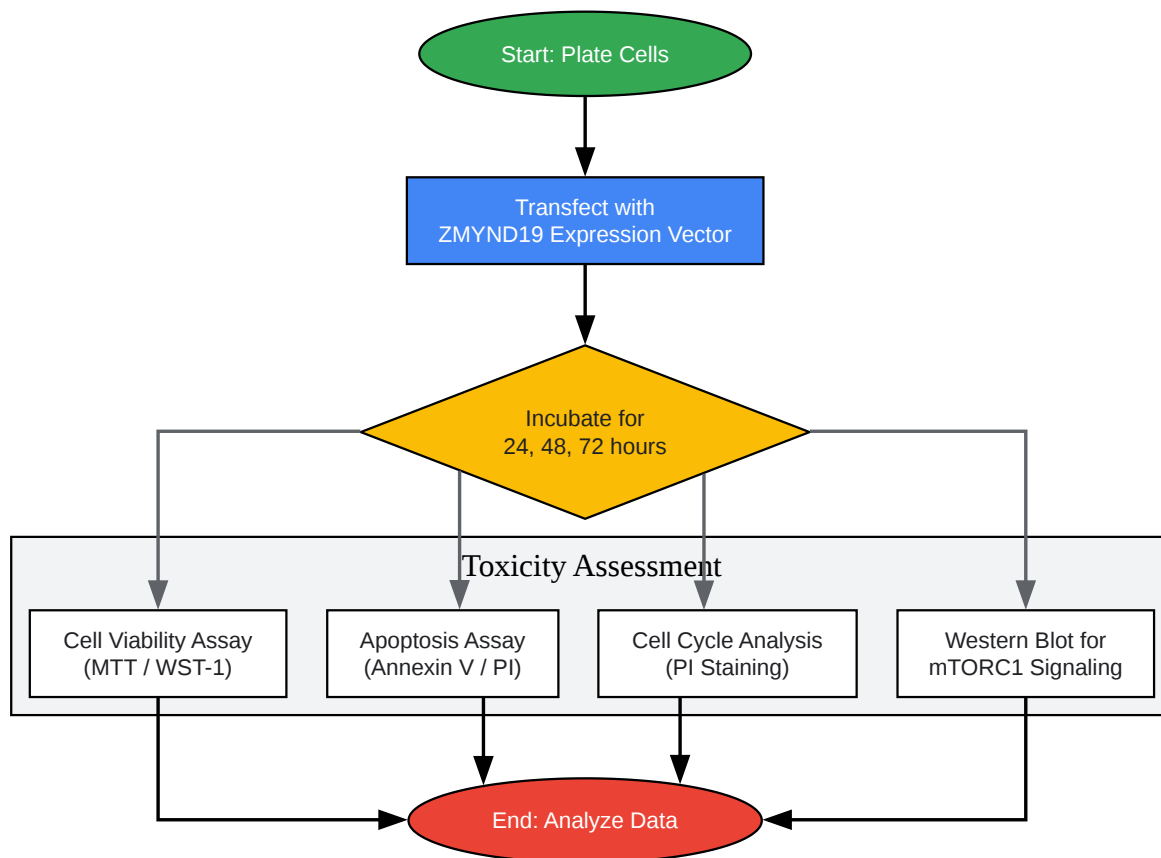 Start: Plate Cells
Transfect with
ZMYND19 Expression Vector
Incubate for
24, 48, 72 hours
Toxicity Assessment
Cell Viability Assay
(MTT / WST-1)
Apoptosis Assay
(Annexin V / PI)
Cell Cycle Analysis
(PI Staining)
Western Blot for
mTORC1 Signaling
End: Analyze Data